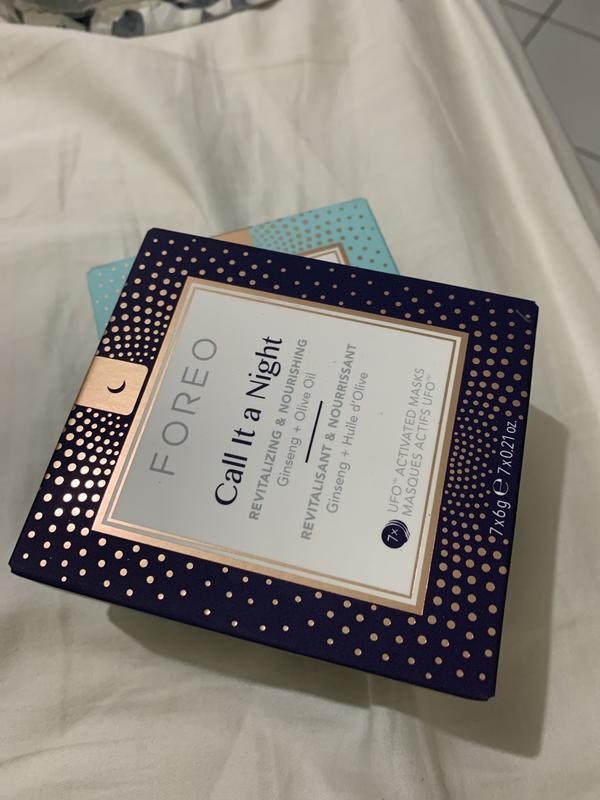 FOREO
Call It a Night
REVITALIZING & NOURISHING
Ginseng + Olive Oil
REVITALISANT & NOURRISSANT
Ginseng + Huile d'Olive
7x
UFO™ ACTIVATED MASKS
MASQUES ACTIFS UFO™
7x6g ℮ 7x0.21 oz.